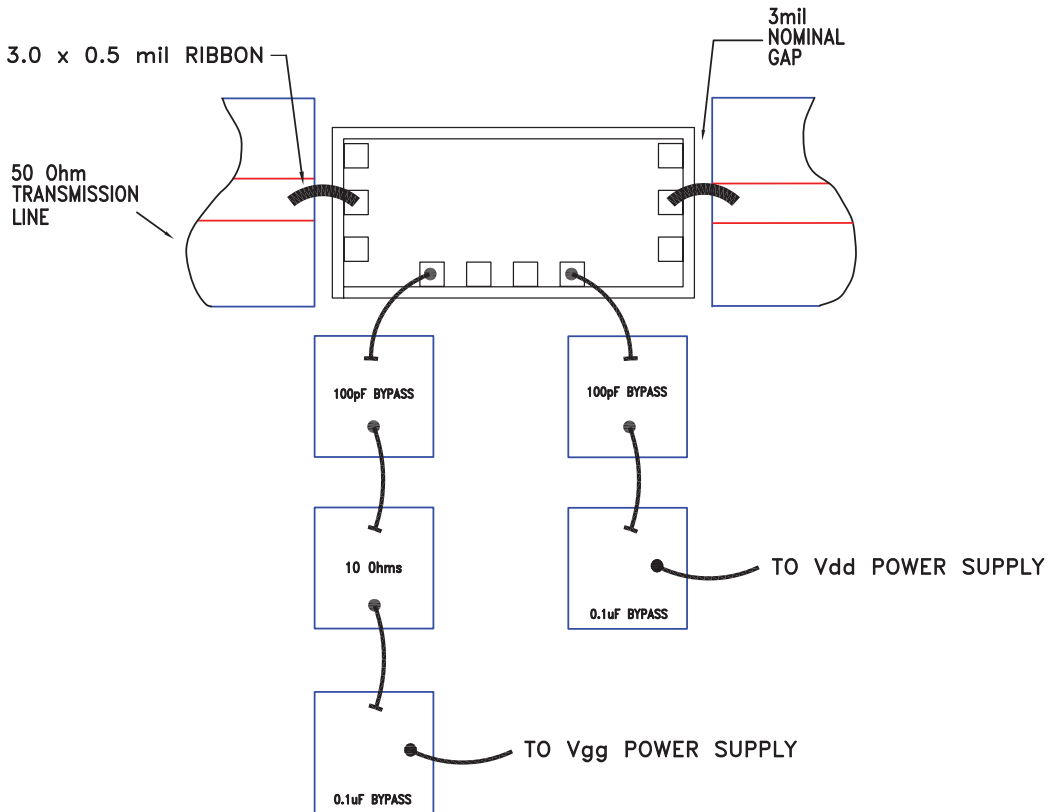 3mil
NOMINAL
GAP
3.0 x 0.5 mil RIBBON
50 Ohm
TRANSMISSION
LINE
100pF BYPASS
100pF BYPASS
10 Ohms
TO Vdd POWER SUPPLY
0.1uF BYPASS
TO Vgg POWER SUPPLY
0.1uF BYPASS